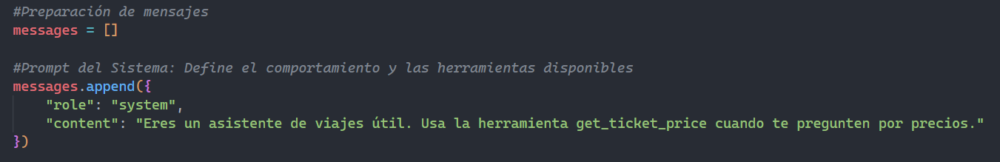 #Preparación de mensajes
messages = []

#Prompt del Sistema: Define el comportamiento y las herramientas disponibles
messages.append({
    "role": "system",
    "content": "Eres un asistente de viajes útil. Usa la herramienta get_ticket_price cuando te pregunten por precios."
})